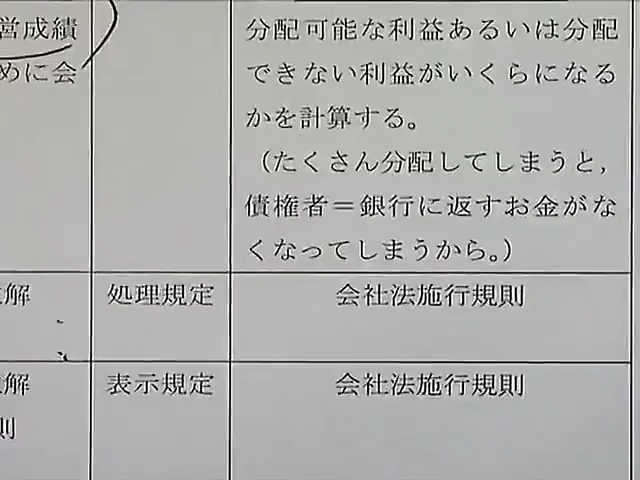 営成績
めに会
分配可能な利益あるいは分配
できない利益がいくらになる
かを計算する。
（たくさん分配してしまうと，
債権者＝銀行に返すお金がな
くなってしまうから。）
解
処理規定
会社法施行規則
解
則
表示規定
会社法施行規則